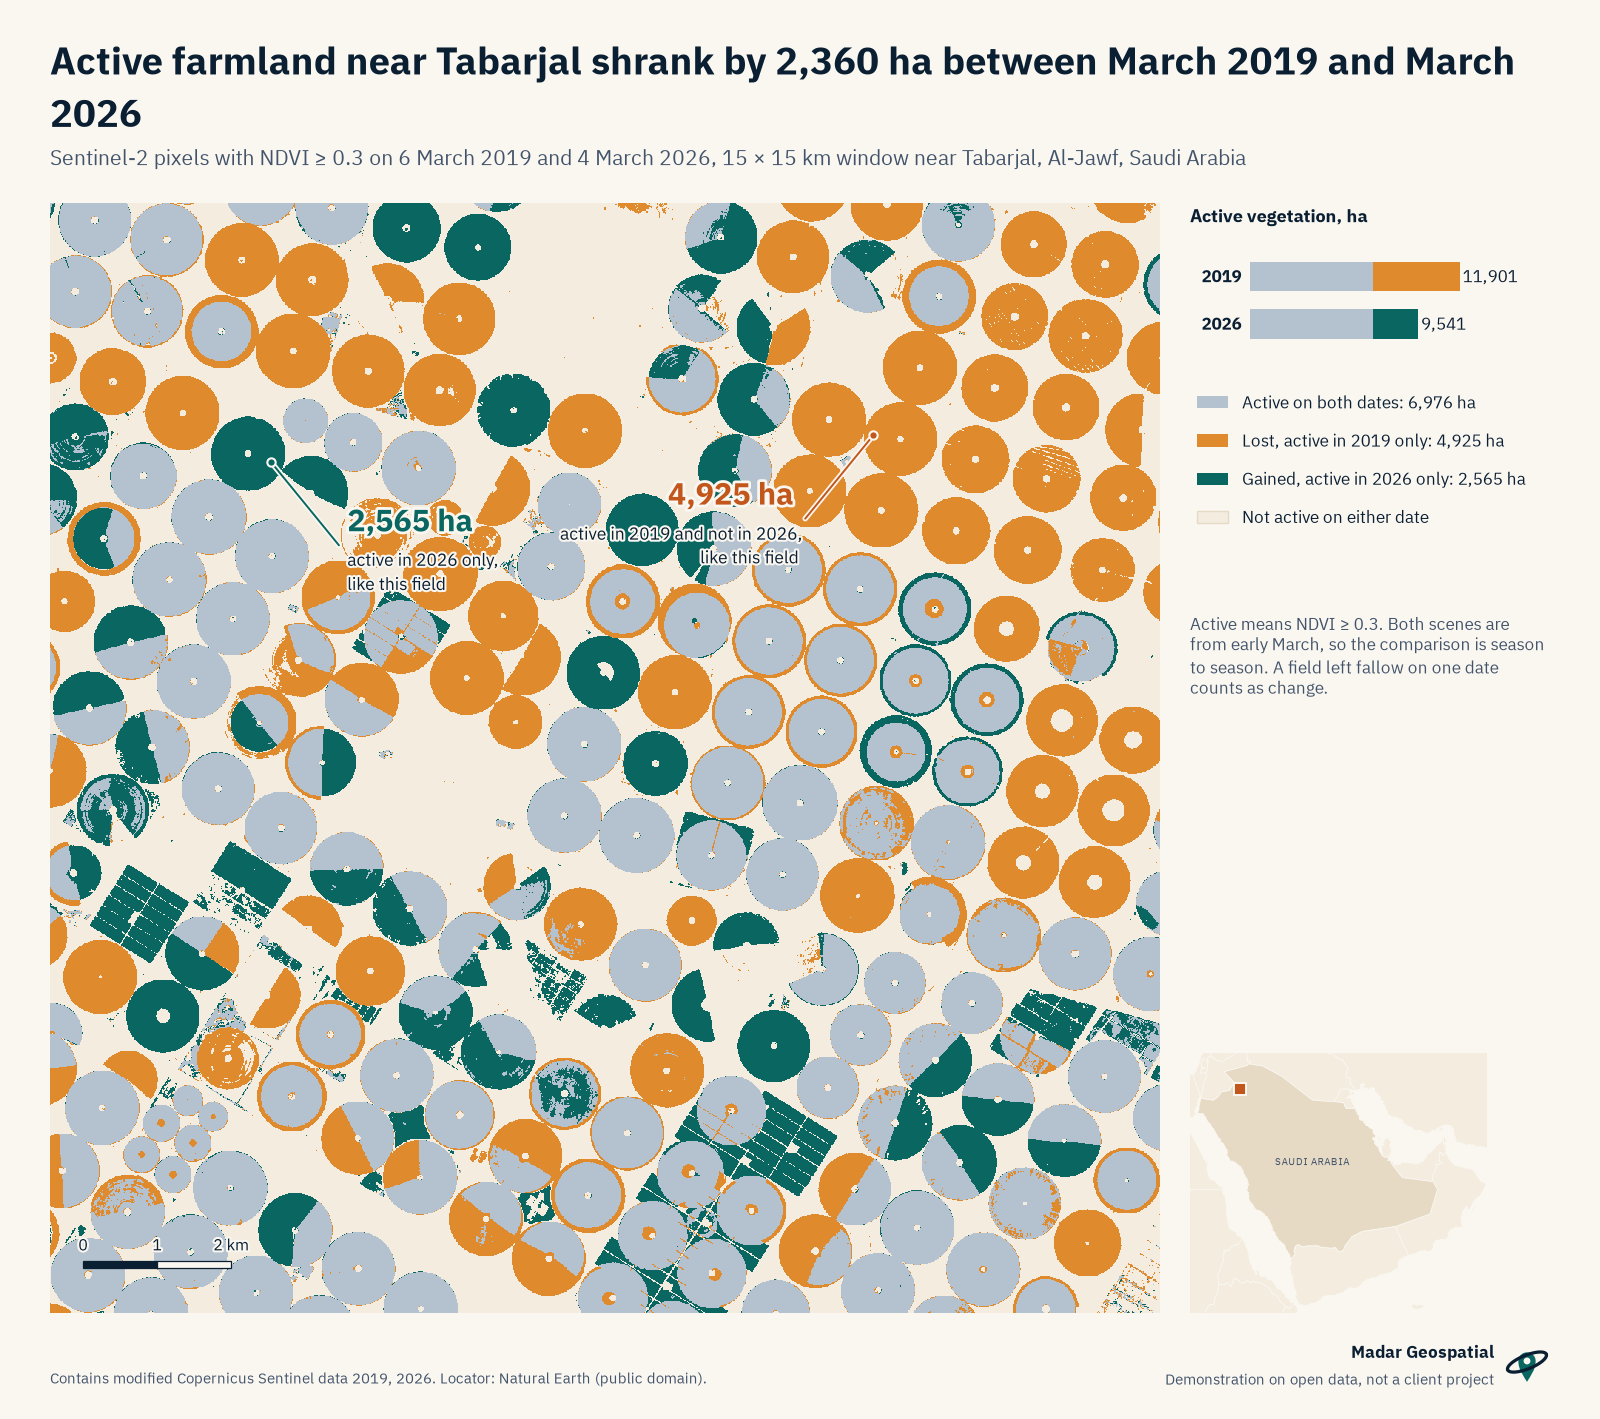 Active farmland near Tabarjal shrank by 2,360 ha between March 2019 and March
2026
Sentinel-2 pixels with NDVI ≥ 0.3 on 6 March 2019 and 4 March 2026, 15 × 15 km window near Tabarjal, Al-Jawf, Saudi Arabia
Active vegetation, ha
2019 11,901
2026 9,541
Active on both dates: 6,976 ha
Lost, active in 2019 only: 4,925 ha
Gained, active in 2026 only: 2,565 ha
Not active on either date
4,925 ha
active in 2019 and not in 2026,
like this field
2,565 ha
active in 2026 only,
like this field
Active means NDVI ≥ 0.3. Both scenes are
from early March, so the comparison is season
to season. A field left fallow on one date
counts as change.
SAUDI ARABIA
0 1 2 km
Madar Geospatial
Contains modified Copernicus Sentinel data 2019, 2026. Locator: Natural Earth (public domain).
Demonstration on open data, not a client project